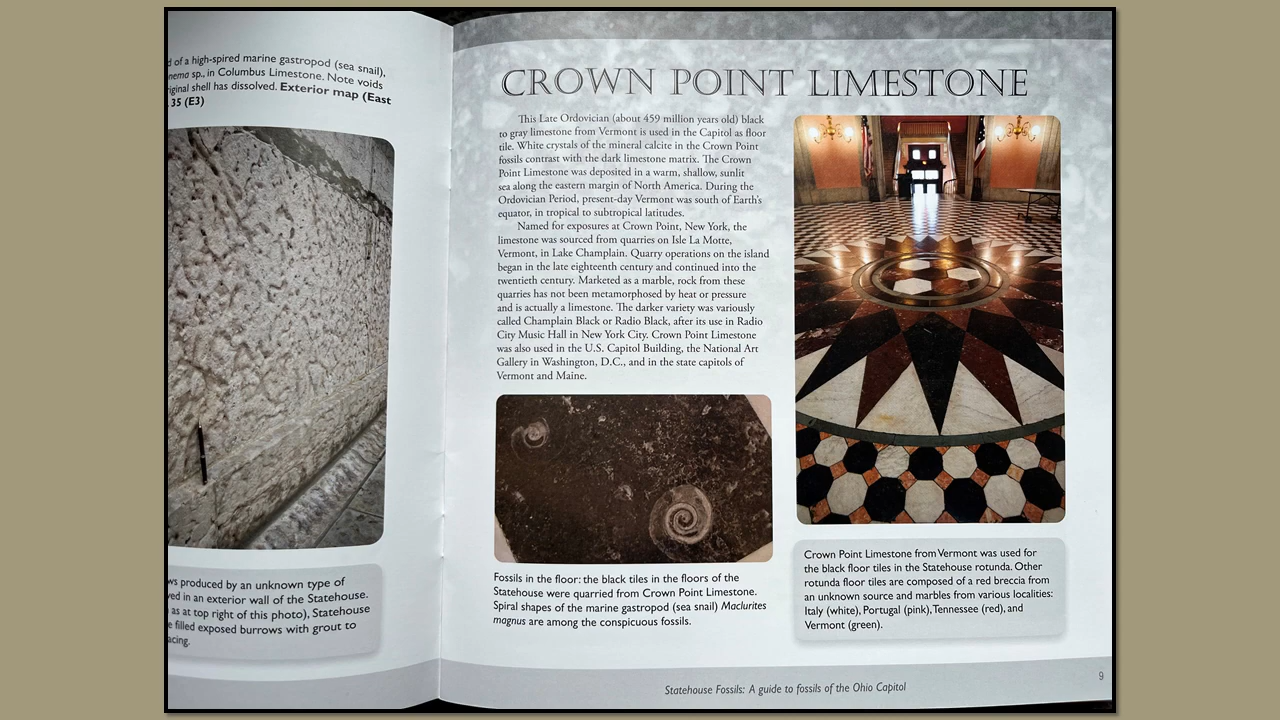 of a high-spired marine gastropod (sea snail),
sp., in Columbus Limestone. Note voids
shell has dissolved. Exterior map (East
35 (E3)
produced by an unknown type of
in an exterior wall of the Statehouse.
as at top right of this photo), Statehouse
filled exposed burrows with grout to
CROWN POINT LIMESTONE
This Late Ordovician (about 459 million years old) black
to gray limestone from Vermont is used in the Capitol as floor
tile. White crystals of the mineral calcite in the Crown Point
fossils contrast with the dark limestone matrix. The Crown
Point Limestone was deposited in a warm, shallow, sunlit
sea along the eastern margin of North America. During the
Ordovician Period, present-day Vermont was south of Earth's
equator, in tropical to subtropical latitudes.
Named for exposures at Crown Point, New York, the
limestone was sourced from quarries on Isle La Motte,
Vermont, in Lake Champlain. Quarry operations on the island
began in the late eighteenth century and continued into the
twentieth century. Marketed as a marble, rock from these
quarries has not been metamorphosed by heat or pressure
and is actually a limestone. The darker variety was variously
called Champlain Black or Radio Black, after its use in Radio
City Music Hall in New York City. Crown Point Limestone
was also used in the U.S. Capitol Building, the National Art
Gallery in Washington, D.C., and in the state capitols of
Vermont and Maine.
Fossils in the floor: the black tiles in the floors of the
Statehouse were quarried from Crown Point Limestone.
Spiral shapes of the marine gastropod (sea snail) Maclurites
magnus are among the conspicuous fossils.
Crown Point Limestone from Vermont was used for
the black floor tiles in the Statehouse rotunda. Other
rotunda floor tiles are composed of a red breccia from
an unknown source and marbles from various localities:
Italy (white), Portugal (pink), Tennessee (red), and
Vermont (green).
Statehouse Fossils: A guide to fossils of the Ohio Capitol
9